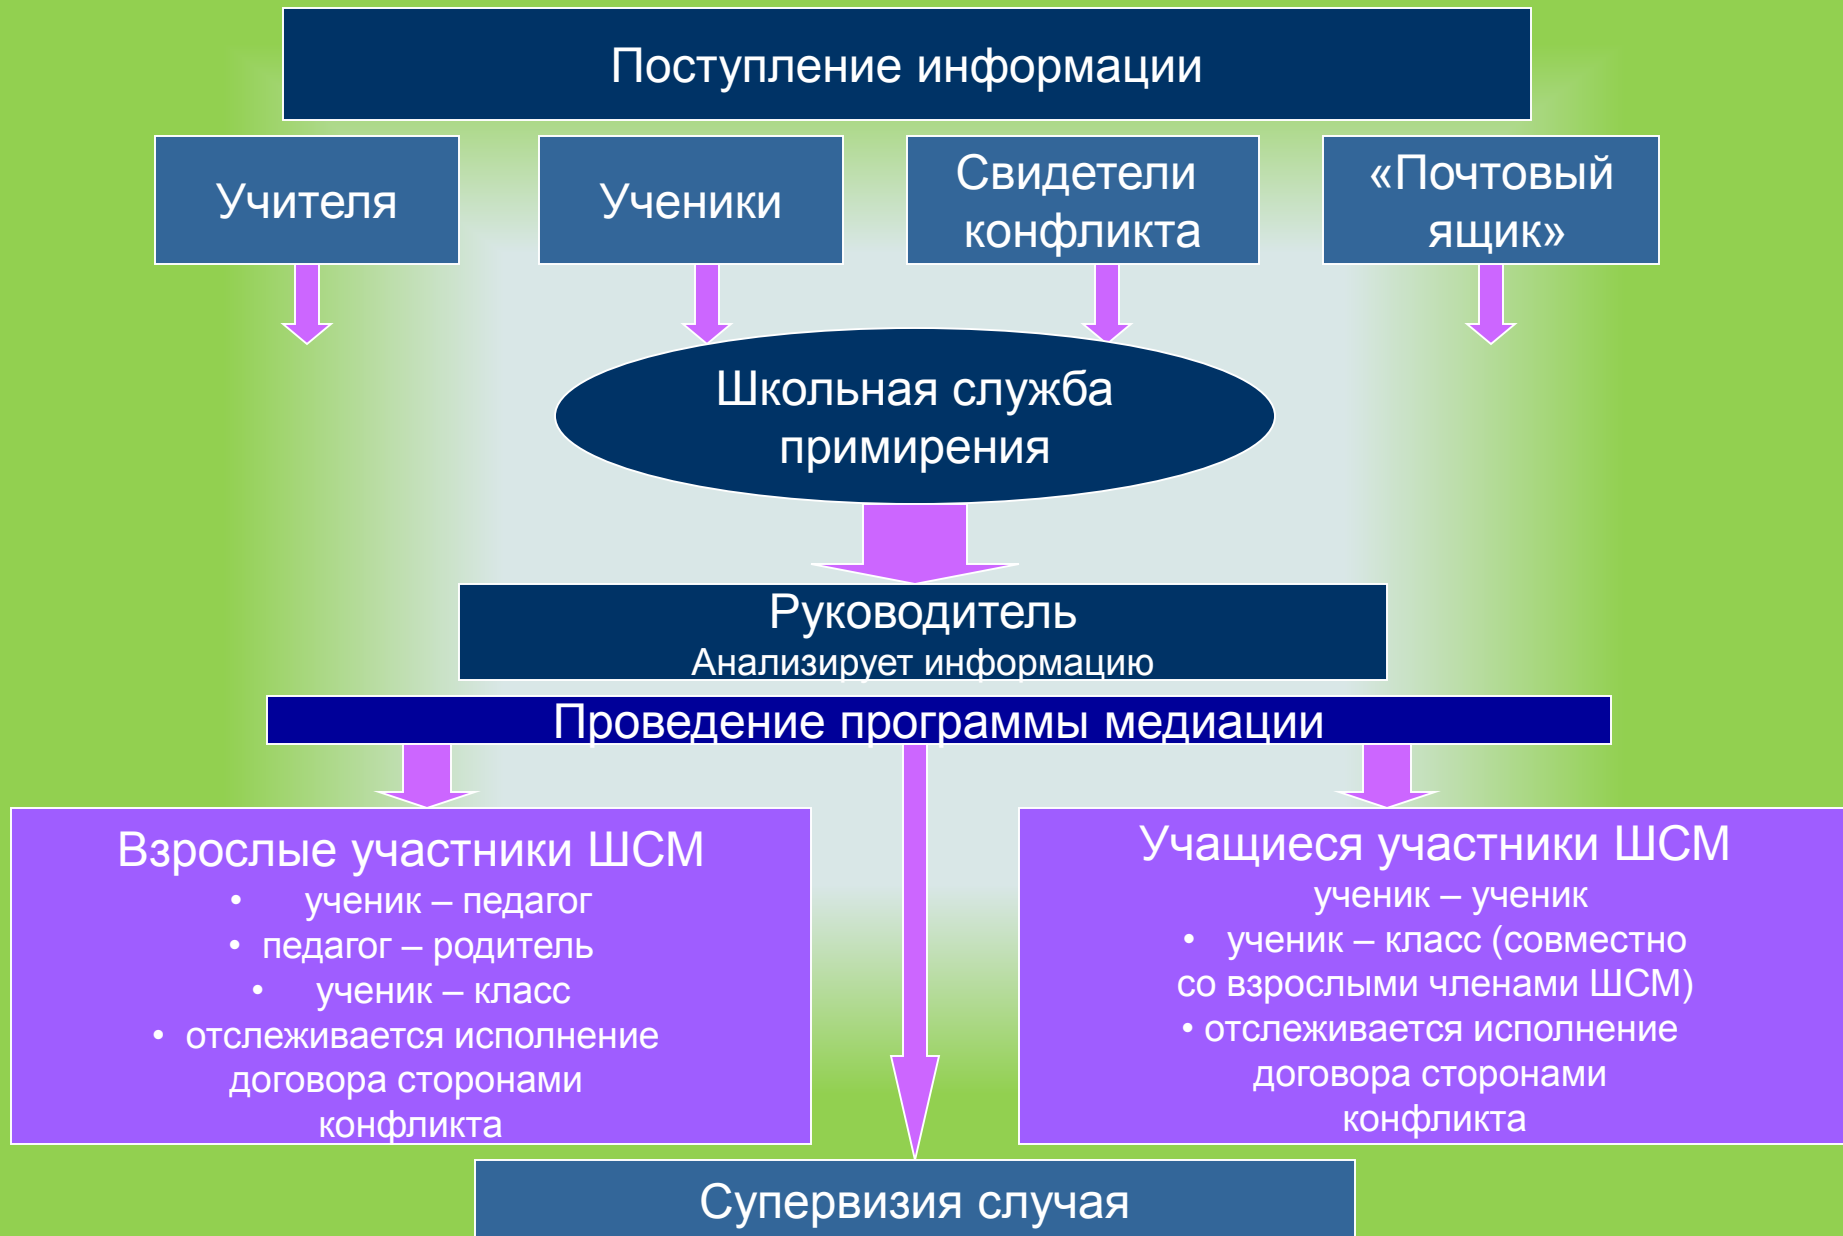 Поступление информации
Учителя
Ученики
Свидетели
конфликта
«Почтовый
ящик»
Школьная служба
примирения
Руководитель
Анализирует информацию
Проведение программы медиации
Взрослые участники ШСМ
• ученик – педагог
• педагог – родитель
• ученик – класс
• отслеживается исполнение
договора сторонами
конфликта
Учащиеся участники ШСМ
ученик – ученик
• ученик – класс (совместно
со взрослыми членами ШСМ)
• отслеживается исполнение
договора сторонами
конфликта
Супервизия случая